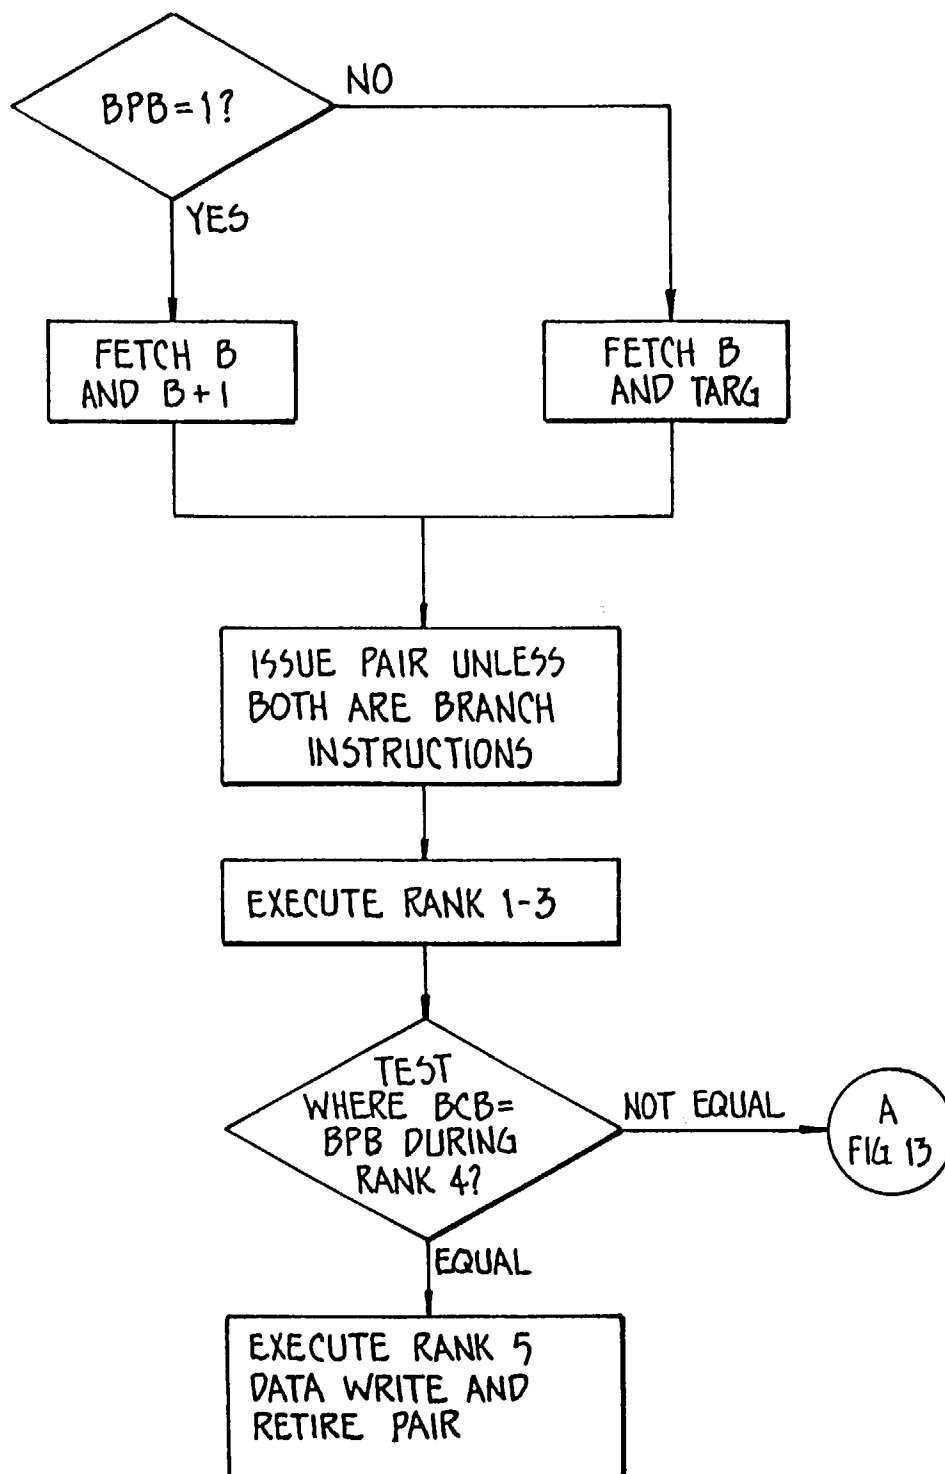 BPB=1?
NO
YES
FETCH B
AND B+1
FETCH B
AND TARG
ISSUE PAIR UNLESS
BOTH ARE BRANCH
INSTRUCTIONS
EXECUTE RANK 1-3
TEST
WHERE BCB=
BPB DURING
RANK 4?
NOT EQUAL
A
FIG 13
EQUAL
EXECUTE RANK 5
DATA WRITE AND
RETIRE PAIR